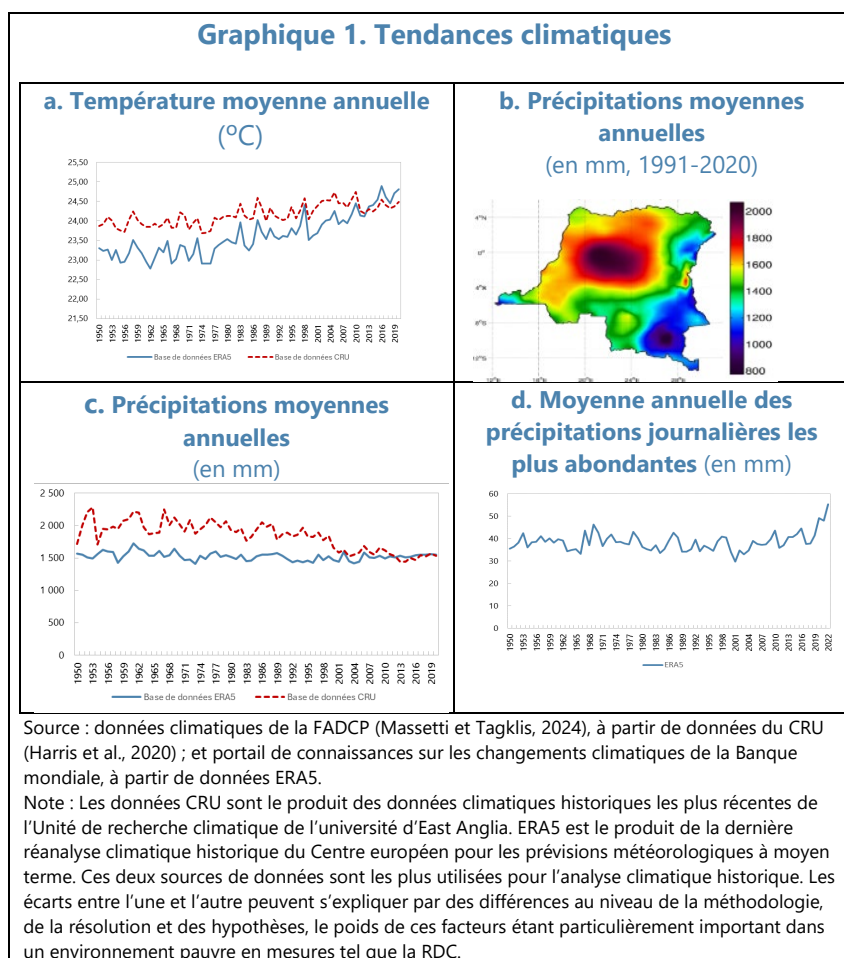 Graphique 1. Tendances climatiques
a. Température moyenne annuelle
(ºC)
25,50
25,00
24,50
24,00
23,50
23,00
22,50
22,00
21,50
1950 1953 1956 1959 1962 1965 1968 1971 1974 1977 1980 1983 1986 1989 1992 1995 1998 2001 2004 2007 2010 2013 2016 2019
Base de données ERA5 Base de données CRU
b. Précipitations moyennes
annuelles
(en mm, 1991-2020)
4°N
0°
4°S
8°S
12°S
2000
1800
1600
1400
1200
1000
800
c. Précipitations moyennes
annuelles
(en mm)
2 500
2 000
1 500
1 000
500
0
1950 1953 1956 1959 1962 1965 1968 1971 1974 1977 1980 1983 1986 1989 1992 1995 1998 2001 2004 2007 2010 2013 2016 2019
Base de données ERA5 Base de données CRU
d. Moyenne annuelle des
précipitations journalières les
plus abondantes (en mm)
60
50
40
30
20
10
0
1950 1953 1956 1959 1962 1965 1968 1971 1974 1977 1980 1983 1986 1989 1992 1995 1998 2001 2004 2007 2010 2013 2016 2019 2022
ERA5
Source : données climatiques de la FADCP (Massetti et Tagklis, 2024), à partir de données du CRU
(Harris et al., 2020) ; et portail de connaissances sur les changements climatiques de la Banque
mondiale, à partir de données ERA5.
Note : Les données CRU sont le produit des données climatiques historiques les plus récentes de
l'Unité de recherche climatique de l'université d'East Anglia. ERA5 est le produit de la dernière
réanalyse climatique historique du Centre européen pour les prévisions météorologiques à moyen
terme. Ces deux sources de données sont les plus utilisées pour l'analyse climatique historique. Les
écarts entre l'une et l'autre peuvent s'expliquer par des différences au niveau de la méthodologie,
de la résolution et des hypothèses, le poids de ces facteurs étant particulièrement important dans
un environnement pauvre en mesures tel que la RDC.